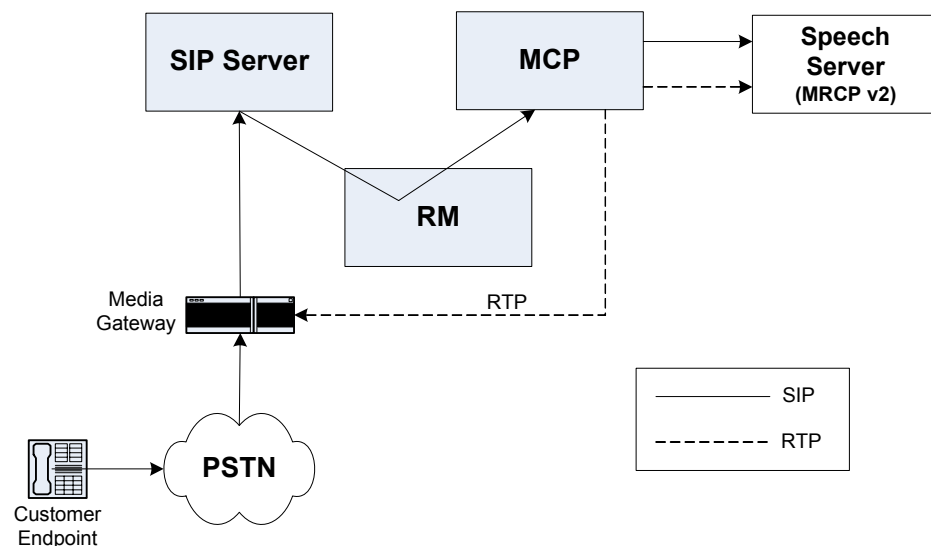 SIP Server
MCP
Speech
Server
(MRCP v2)
RM
Media
Gateway
RTP
SIP
RTP
PSTN
Customer
Endpoint